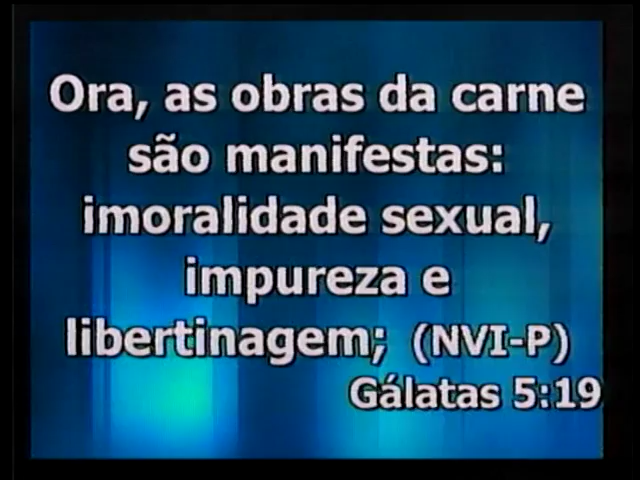 Ora, as obras da carne
são manifestas:
imoralidade sexual,
impureza e
libertinagem; (NVI-P)
Gálatas 5:19